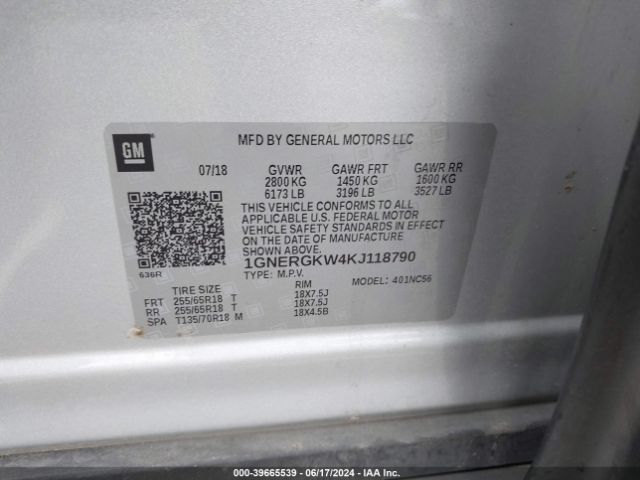 GM
MFD BY GENERAL MOTORS LLC
07/18 GVWR GAWR FRT GAWR RR
2800 KG 1450 KG 1600 KG
6173 LB 3196 LB 3527 LB
THIS VEHICLE CONFORMS TO ALL
APPLICABLE U.S. FEDERAL MOTOR
VEHICLE SAFETY STANDARDS IN
EFFECT ON THE DATE OF MANUFACTURE
SHOWN ABOVE.
1GNERGKW4KJ118790
TYPE: M.P.V. MODEL: 401NC56
636R
TIRE SIZE RIM
FRT 255/65R18 T 18X7.5J
RR 255/65R18 T 18X7.5J
SPA T135/70R18 M 18X4.5B
000-39665539 - 06/17/2024 - IAA Inc.